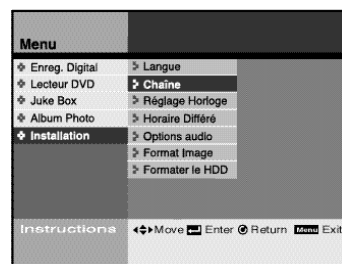 Menu
Enreg. Digital
Lecteur DVD
Juke Box
Album Photo
Installation
Langue
Chaîne
Réglage Horloge
Horaire Différé
Options audio
Format Image
Formater le HDD
Instructions
Move Enter Return Menu Exit